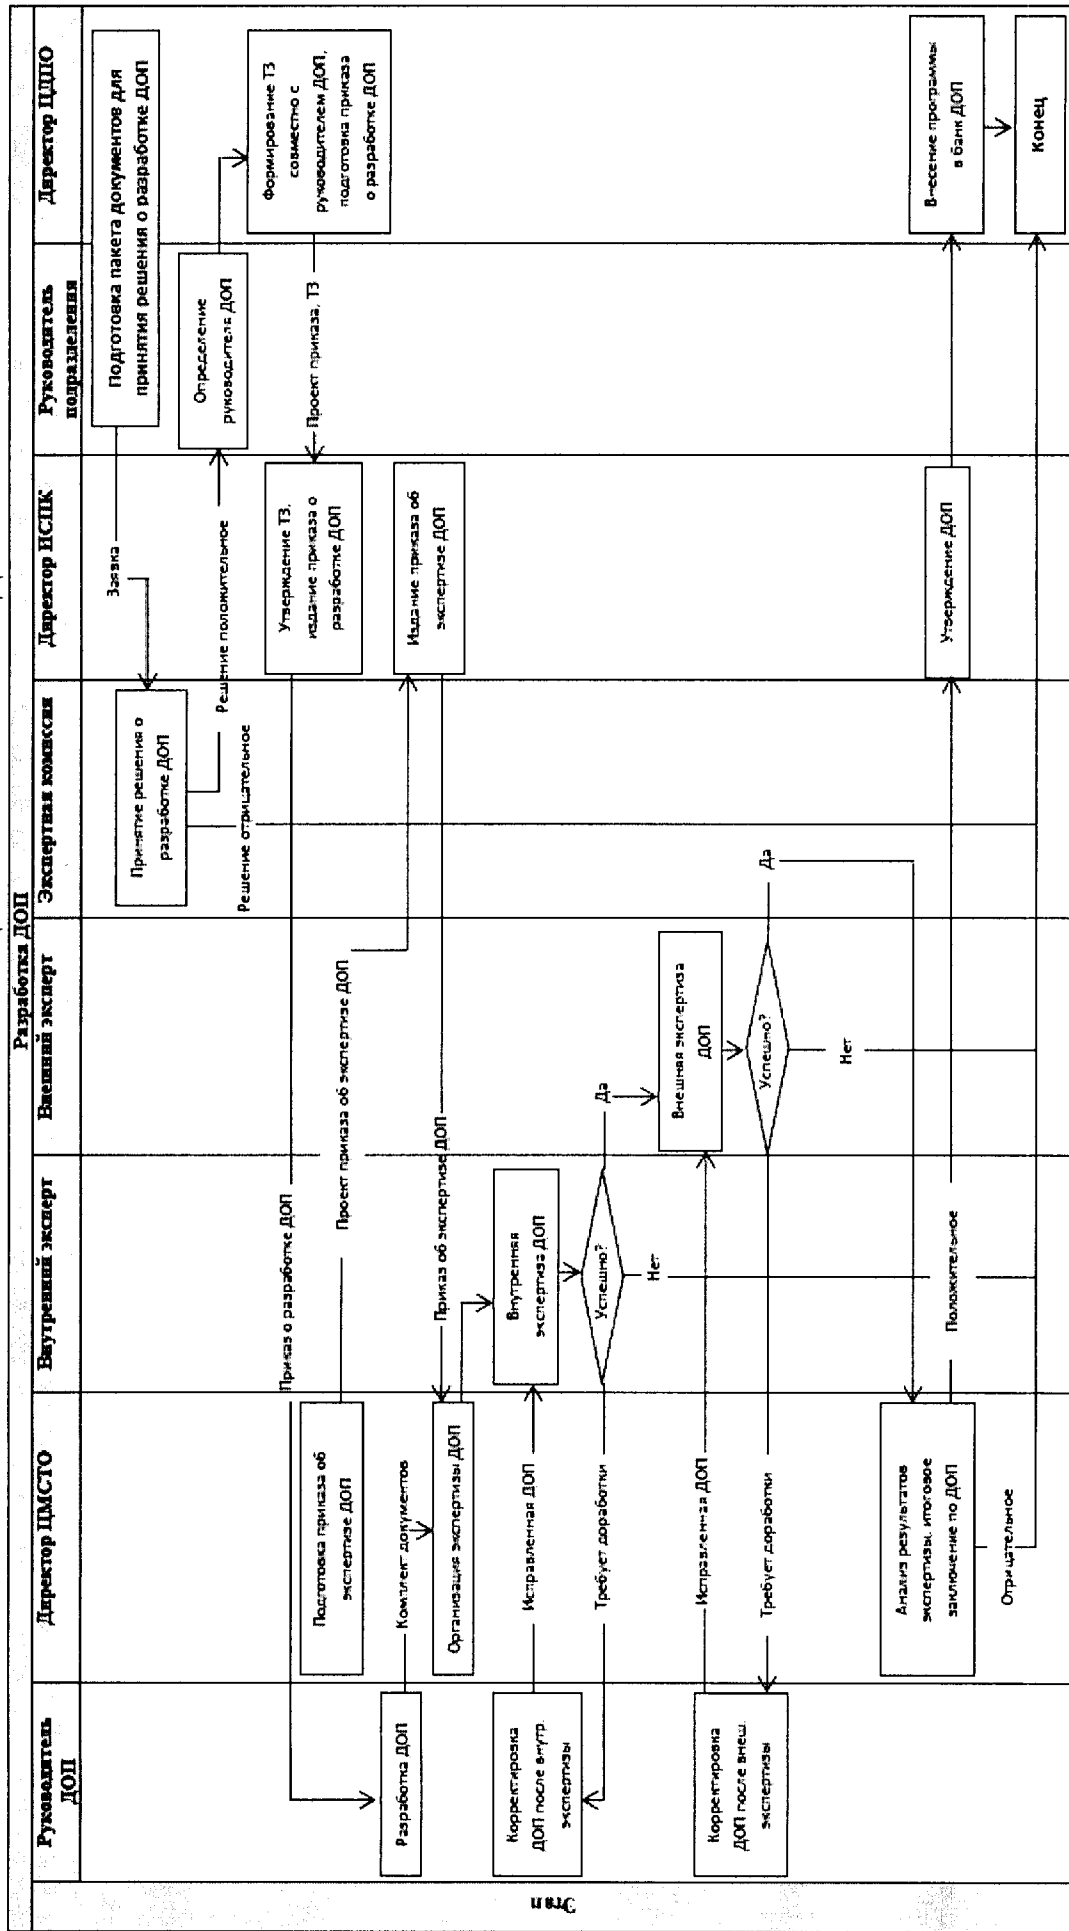 Разработка ДОП
Руководитель
ДОП
Директор ЦМСТО
Внутренний эксперт
Внешний эксперт
Экспертная комиссия
Директор НСПК
Руководитель
подразделения
Директор ЦДПО
Этап
Подготовка пакета документов для
принятия решения о разработке ДОП
Заявка
Принятие решения о
разработке ДОП
Решение положительное
Решение отрицательное
Определение
руководителя ДОП
Формирование ТЗ
совместно с
руководителем ДОП,
подготовка приказа
о разработке ДОП
Проект приказа, ТЗ
Утверждение ТЗ,
издание приказа о
разработке ДОП
Приказ о разработке ДОП
Подготовка приказа об
экспертизе ДОП
Проект приказа об экспертизе ДОП
Издание приказа об
экспертизе ДОП
Приказ об экспертизе ДОП
Разработка ДОП
Комплект документов
Организация экспертизы ДОП
Внутренняя
экспертиза ДОП
Корректировка
ДОП после внутр.
экспертизы
Исправленная ДОП
Требует доработки
Успешно?
Да
Нет
Внешняя экспертиза
ДОП
Корректировка
ДОП после внеш.
экспертизы
Исправленная ДОП
Требует доработки
Успешно?
Да
Нет
Анализ результатов
экспертизы, итоговое
заключение по ДОП
Положительное
Отрицательное
Утверждение ДОП
Внесение программы
в банк ДОП
Конец